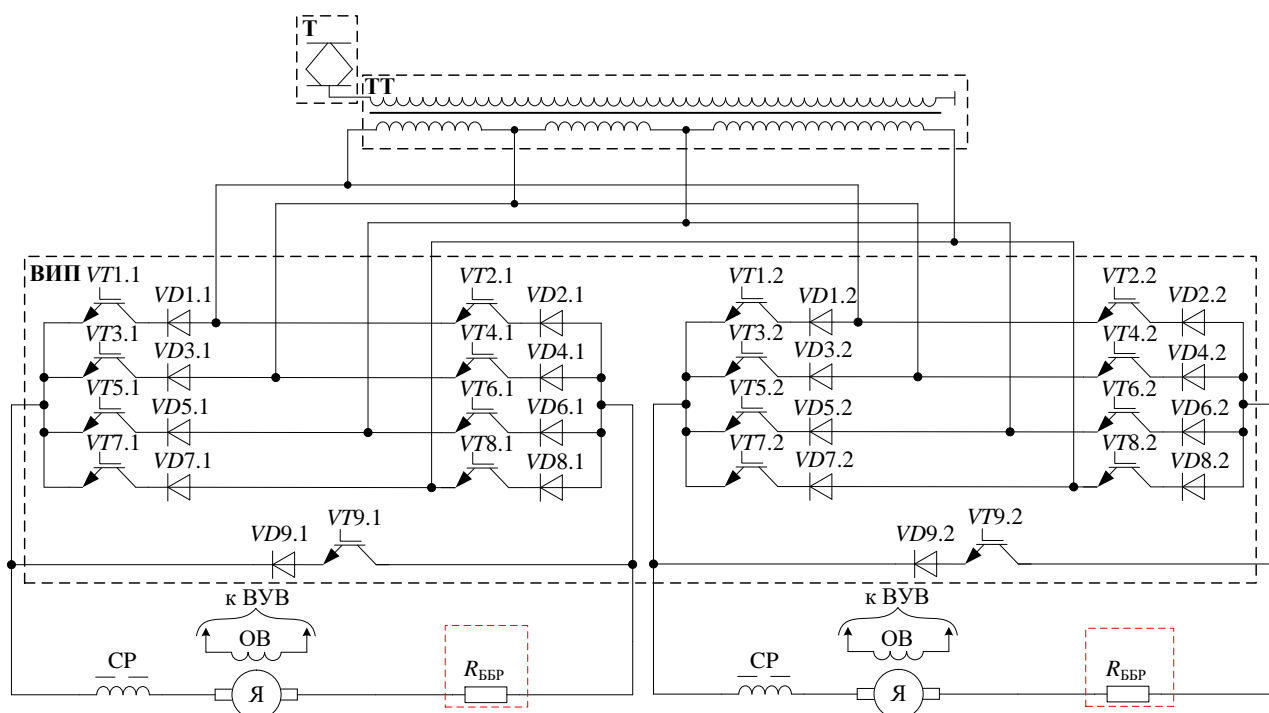 Т
ТТ
ВИП
VT1.1
VD1.1
VT2.1
VD2.1
VT1.2
VD1.2
VT2.2
VD2.2
VT3.1
VD3.1
VT4.1
VD4.1
VT3.2
VD3.2
VT4.2
VD4.2
VT5.1
VD5.1
VT6.1
VD6.1
VT5.2
VD5.2
VT6.2
VD6.2
VT7.1
VD7.1
VT8.1
VD8.1
VT7.2
VD7.2
VT8.2
VD8.2
VD9.1
VT9.1
VD9.2
VT9.2
к ВУВ
к ВУВ
ОВ
ОВ
СР
Я
RББР
СР
Я
RББР